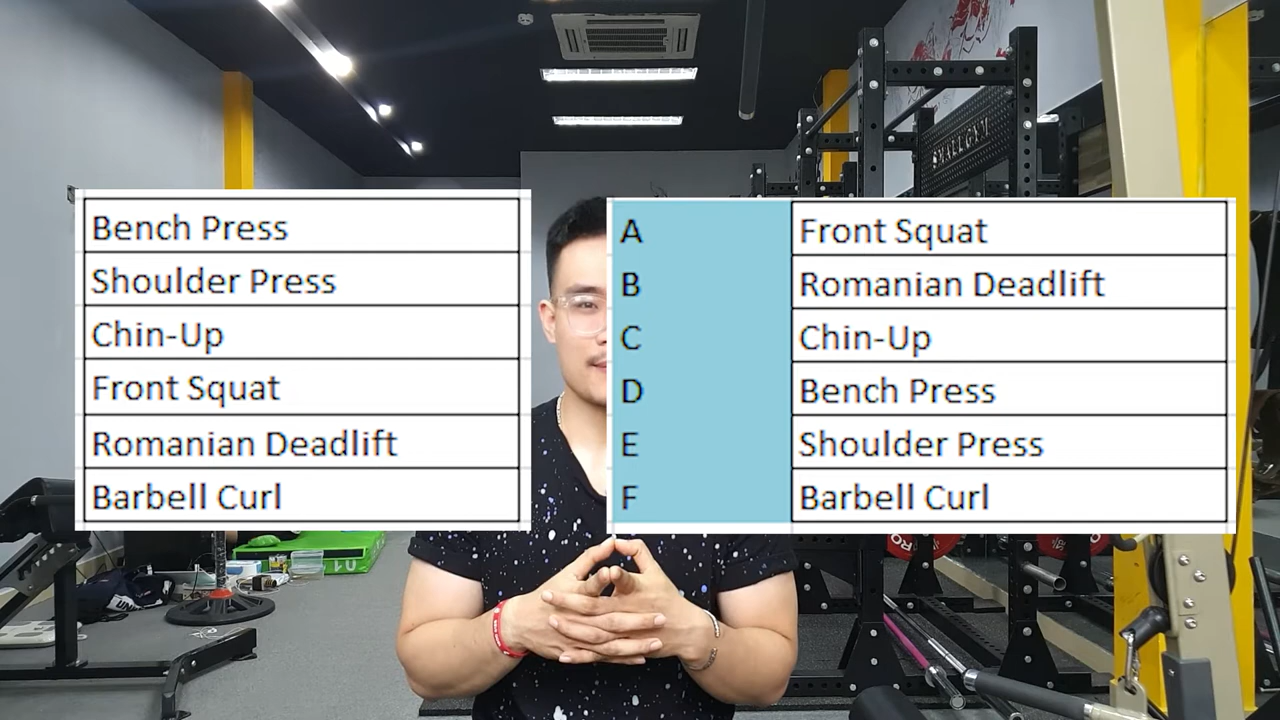 Bench Press
Shoulder Press
Chin-Up
Front Squat
Romanian Deadlift
Barbell Curl
A Front Squat
B Romanian Deadlift
C Chin-Up
D Bench Press
E Shoulder Press
F Barbell Curl
SMALLGYM